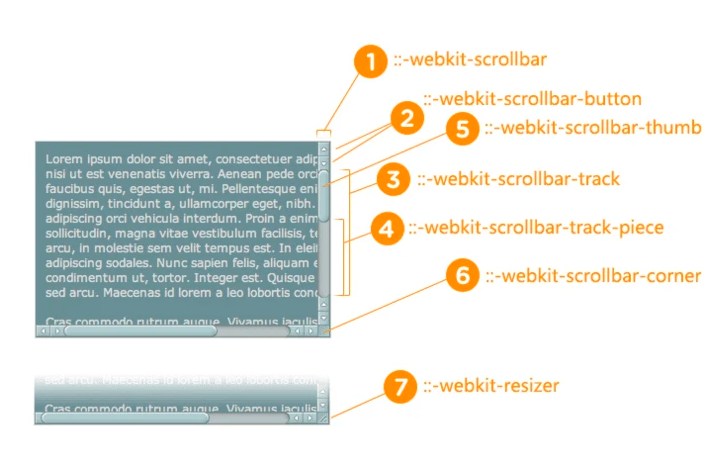 1 ::-webkit-scrollbar
2 ::-webkit-scrollbar-button
5 ::-webkit-scrollbar-thumb
3 ::-webkit-scrollbar-track
4 ::-webkit-scrollbar-track-piece
6 ::-webkit-scrollbar-corner
Lorem ipsum dolor sit amet, consectetuer adip
nisi ut est venenatis viverra. Aenean pede orci
faucibus quis, egestas ut, mi. Pellentesque eni
dignissim, tincidunt a, ullamcorper eget, nibh.
adipiscing orci vehicula interdum. Proin a enim
sollicitudin, magna vitae vestibulum facilisis, te
arcu, in molestie sem velit tempus est. In eleif
adipiscing sodales. Nunc sapien felis, aliquam e
condimentum ut, tortor. Integer est. Quisque
sed arcu. Maecenas id lorem a leo lobortis cond
Cras commodo rutrum augue. Vivamus iaculis
sed arcu. Maecenas id lorem a leo lobortis cond
Cras commodo rutrum augue. Vivamus iaculis
7 ::-webkit-resizer